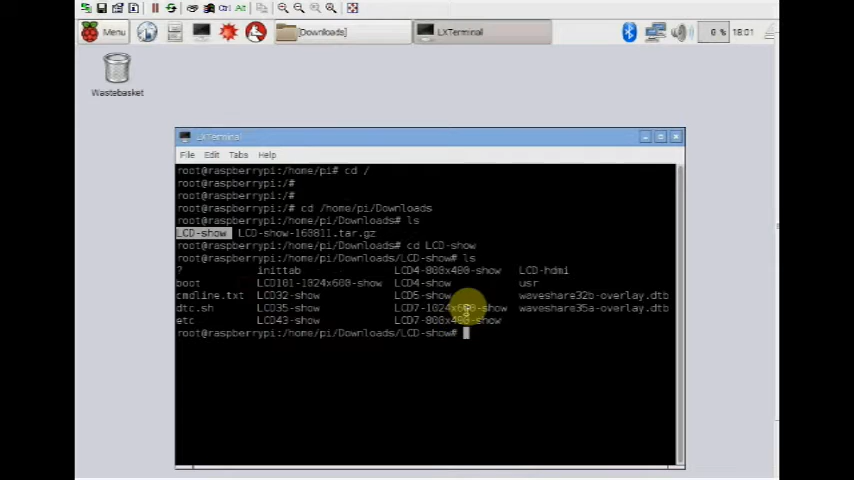 Ctrl Alt
Menu [Downloads] LXTerminal 0 % 18:01
Wastebasket
LXTerminal
File Edit Tabs Help
root@raspberrypi:/home/pi# cd /
root@raspberrypi:/#
root@raspberrypi:/#
root@raspberrypi:/# cd /home/pi/Downloads
root@raspberrypi:/home/pi/Downloads# ls
LCD-show LCD-show-160811.tar.gz
root@raspberrypi:/home/pi/Downloads# cd LCD-show
root@raspberrypi:/home/pi/Downloads/LCD-show# ls
? inittab LCD4-800x480-show LCD-hdmi
boot LCD101-1024x600-show LCD4-show usr
cmdline.txt LCD32-show LCD5-show waveshare32b-overlay.dtb
dtc.sh LCD35-show LCD7-1024x600-show waveshare35a-overlay.dtb
etc LCD43-show LCD7-800x480-show
root@raspberrypi:/home/pi/Downloads/LCD-show#